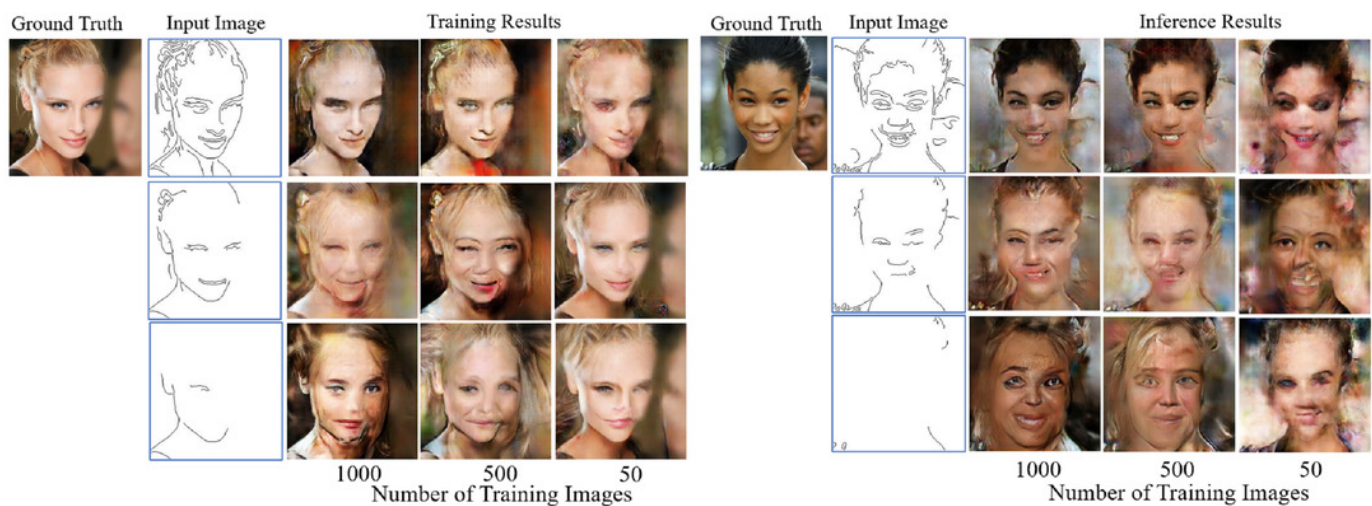 Ground Truth Input Image Training Results Ground Truth Input Image Inference Results
1000 500 50 1000 500 50
Number of Training Images Number of Training Images